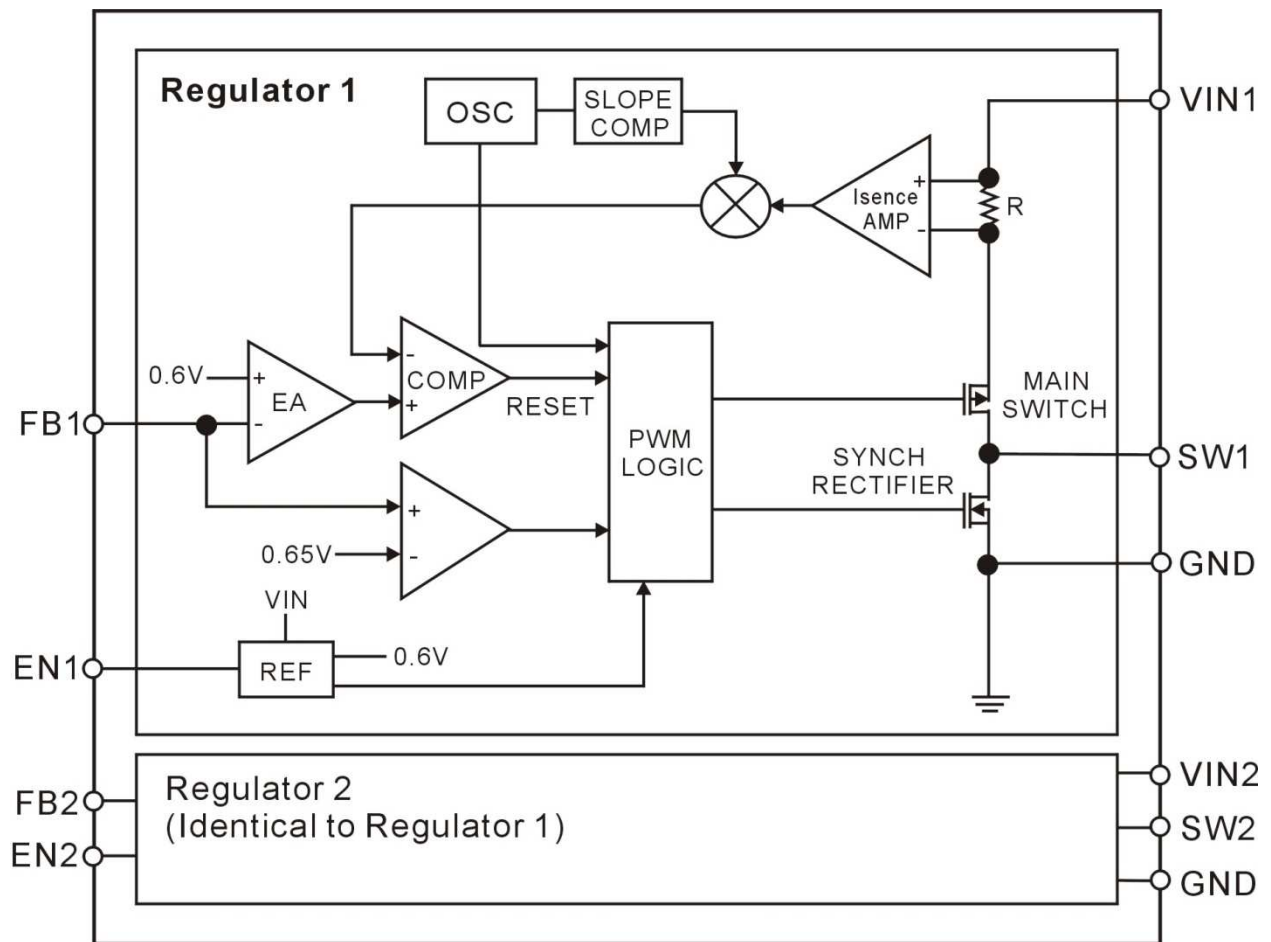 Regulator 1
OSC
SLOPE
COMP
VIN1
+
Isence
AMP
-
R
0.6V
+
EA
-
-
COMP
+
RESET
PWM
LOGIC
MAIN
SWITCH
FB1
SW1
SYNCH
RECTIFIER
+
0.65V
-
GND
VIN
EN1
REF
0.6V
Regulator 2
(Identical to Regulator 1)
FB2
EN2
VIN2
SW2
GND